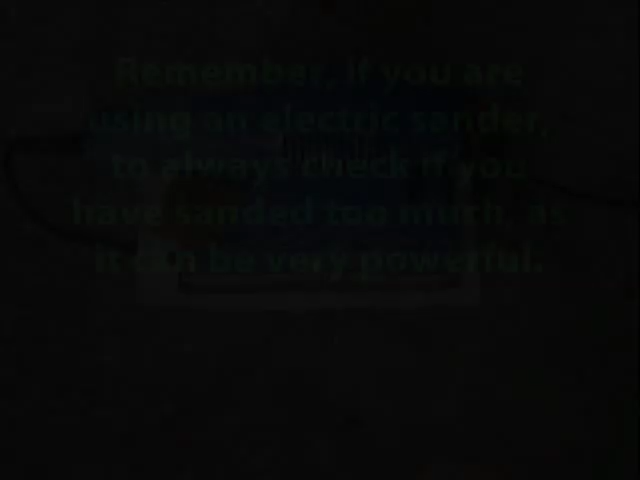 Remember, if you are
using an electric sander,
to always check if you
have sanded too much, as
it can be very powerful.